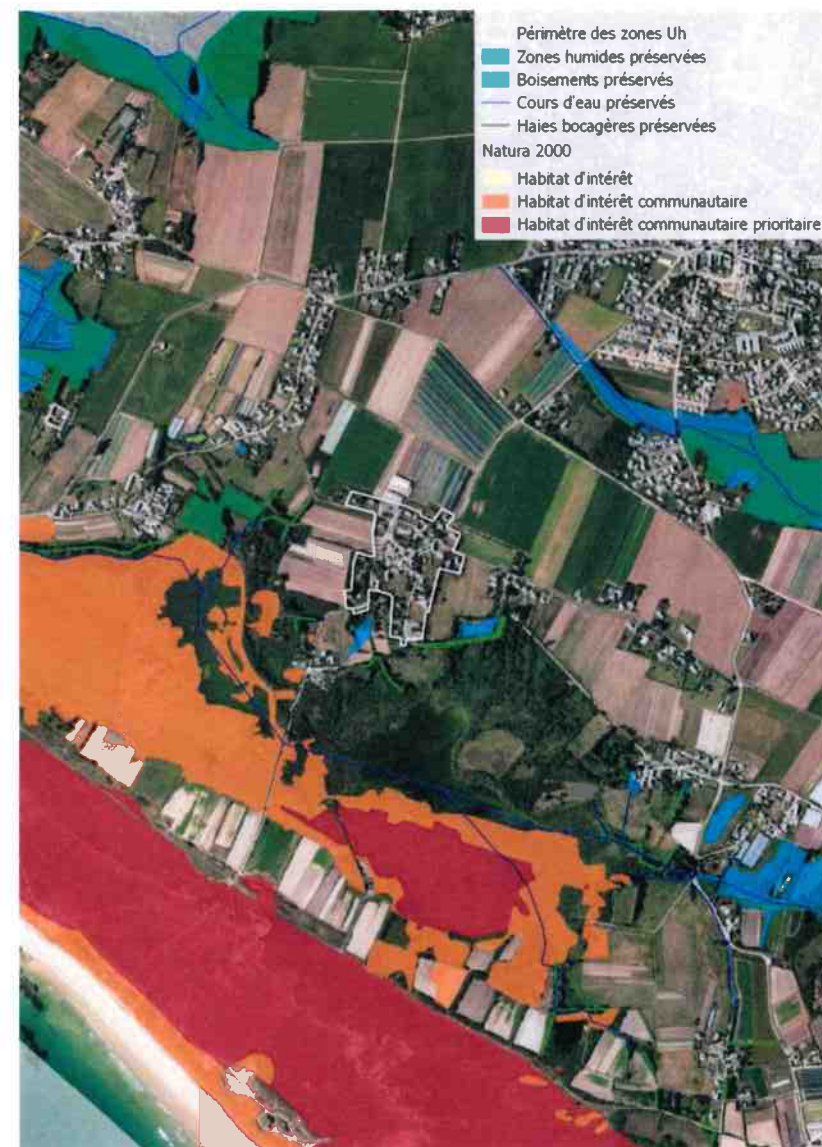 Périmètre des zones Uh
Zones humides préservées
Boisements préservés
Cours d'eau préservés
Haies bocagères préservées
Natura 2000
Habitat d'intérêt
Habitat d'intérêt communautaire
Habitat d'intérêt communautaire prioritaire